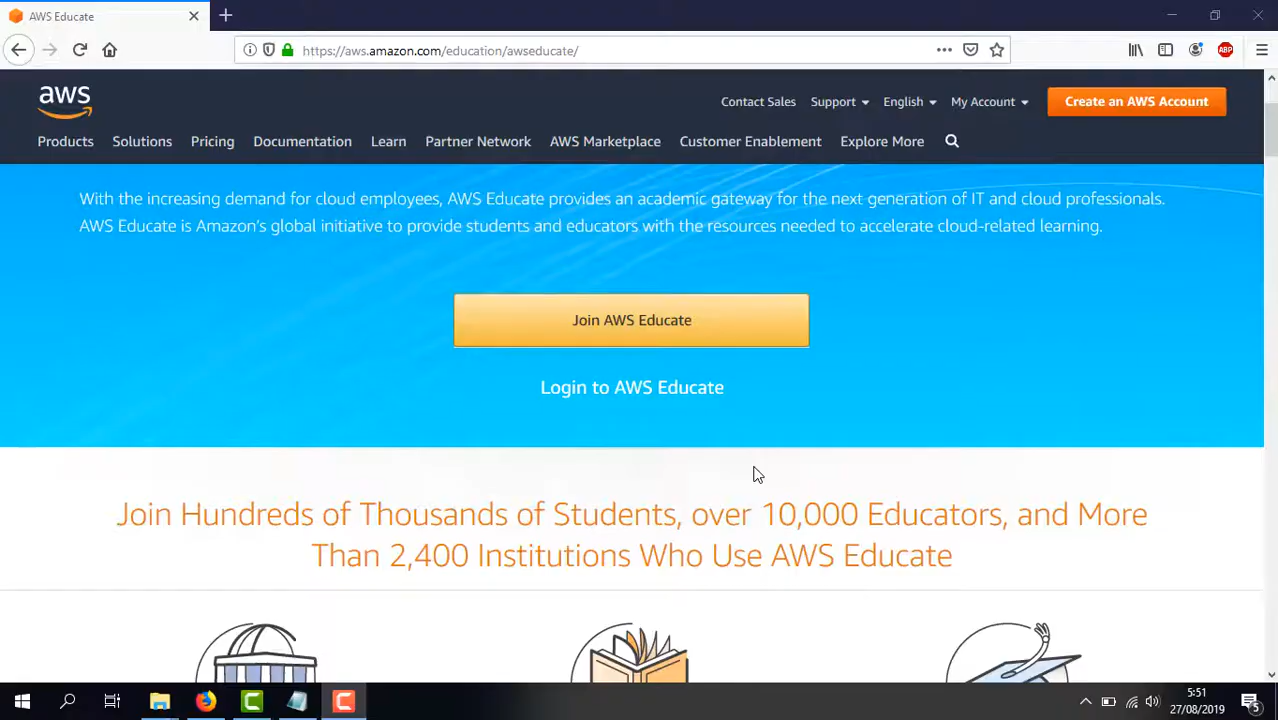 AWS Educate
https://aws.amazon.com/education/awseducate/
ABP
aws
Contact Sales
Support
English
My Account
Create an AWS Account
Products
Solutions
Pricing
Documentation
Learn
Partner Network
AWS Marketplace
Customer Enablement
Explore More
With the increasing demand for cloud employees, AWS Educate provides an academic gateway for the next generation of IT and cloud professionals.
AWS Educate is Amazon's global initiative to provide students and educators with the resources needed to accelerate cloud-related learning.
Join AWS Educate
Login to AWS Educate
Join Hundreds of Thousands of Students, over 10,000 Educators, and More
Than 2,400 Institutions Who Use AWS Educate
5:51
27/08/2019
5